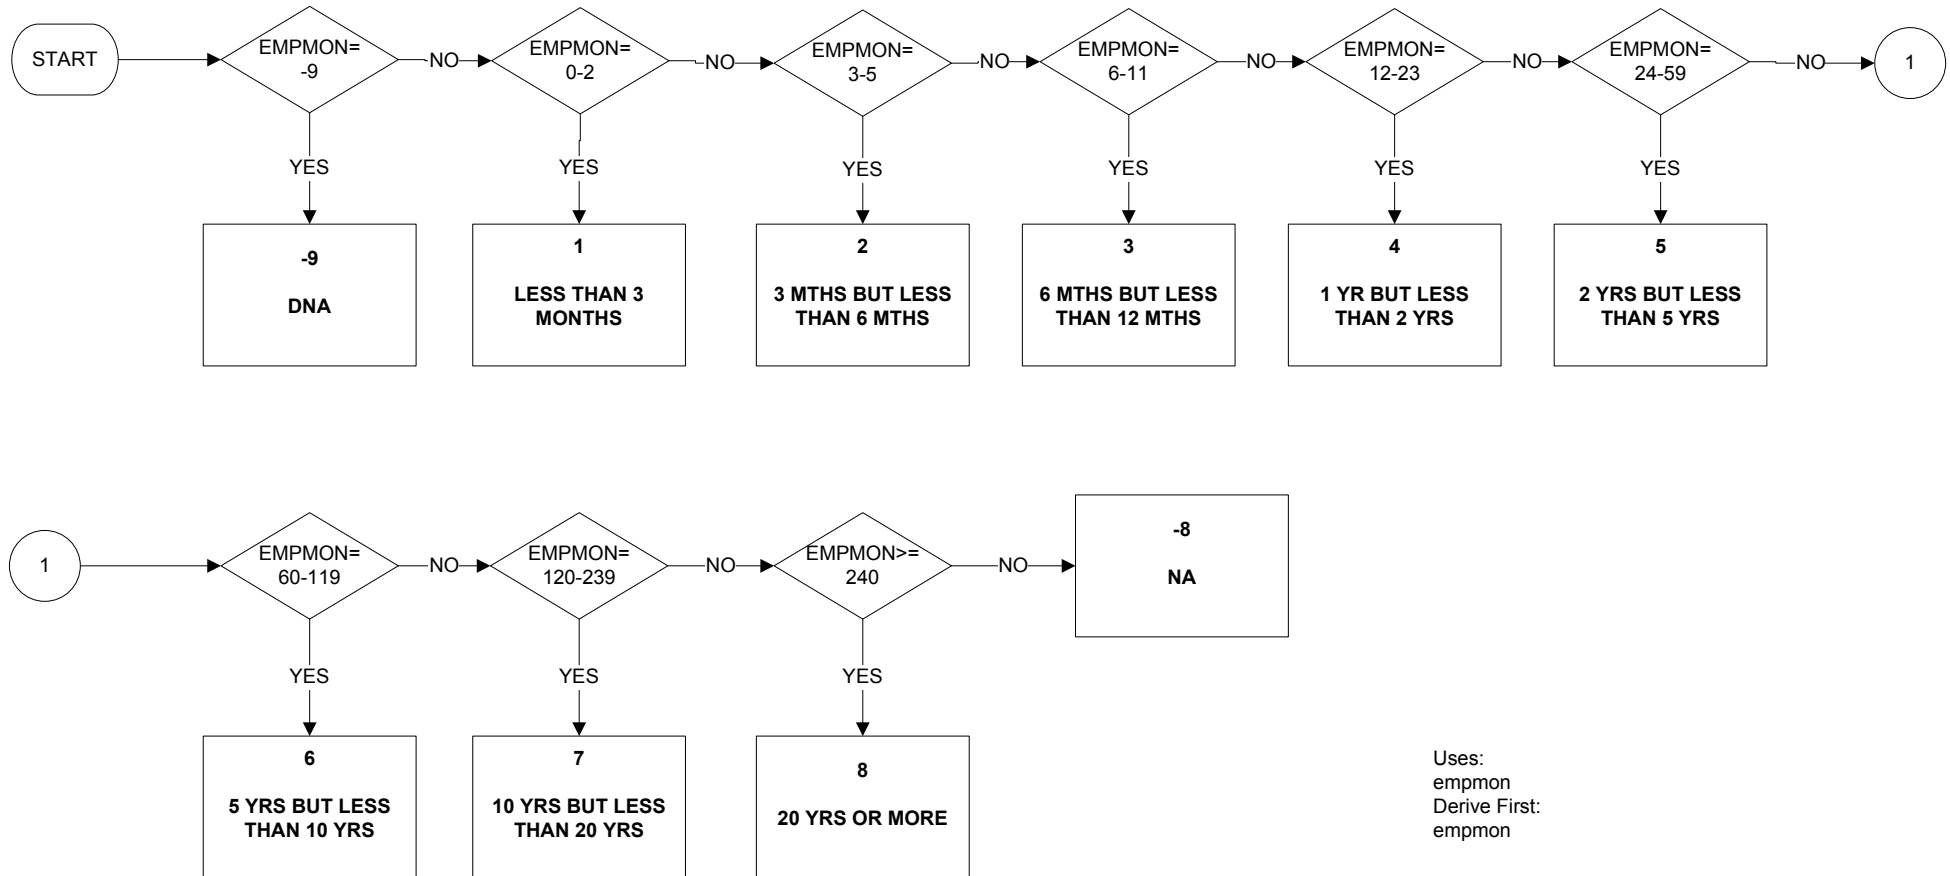 START
EMPMON=
-9
NO
EMPMON=
0-2
NO
EMPMON=
3-5
NO
EMPMON=
6-11
NO
EMPMON=
12-23
NO
EMPMON=
24-59
NO
1
YES
YES
YES
YES
YES
YES
-9
DNA
1
LESS THAN 3
MONTHS
2
3 MTHS BUT LESS
THAN 6 MTHS
3
6 MTHS BUT LESS
THAN 12 MTHS
4
1 YR BUT LESS
THAN 2 YRS
5
2 YRS BUT LESS
THAN 5 YRS
1
EMPMON=
60-119
NO
EMPMON=
120-239
NO
EMPMON>=
240
NO
-8
NA
YES
YES
YES
6
5 YRS BUT LESS
THAN 10 YRS
7
10 YRS BUT LESS
THAN 20 YRS
8
20 YRS OR MORE
Uses:
empmon
Derive First:
empmon